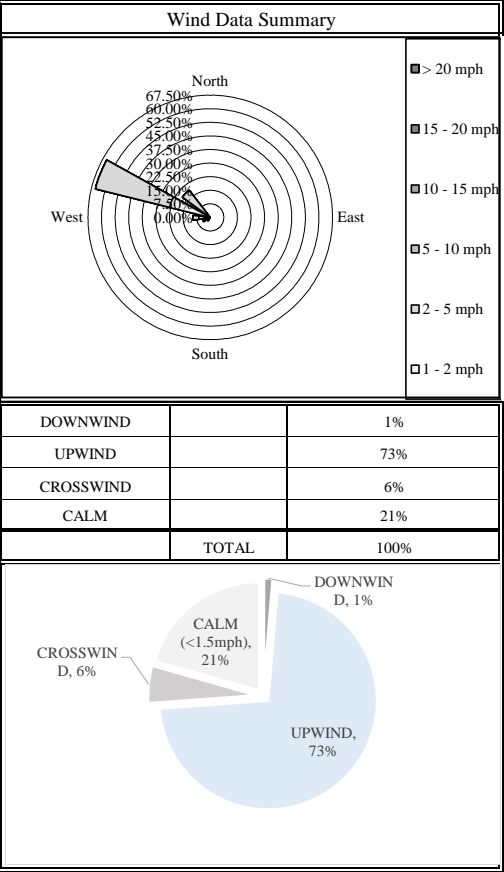 Wind Data Summary
North
67.50%
60.00%
52.50%
45.00%
37.50%
30.00%
22.50%
15.00%
7.50%
0.00%
West
East
South
> 20 mph
15 - 20 mph
10 - 15 mph
5 - 10 mph
2 - 5 mph
1 - 2 mph
DOWNWIND 1%
UPWIND 73%
CROSSWIND 6%
CALM 21%
TOTAL 100%
DOWNWIN
D, 1%
CALM
(<1.5mph),
21%
CROSSWIN
D, 6%
UPWIND,
73%